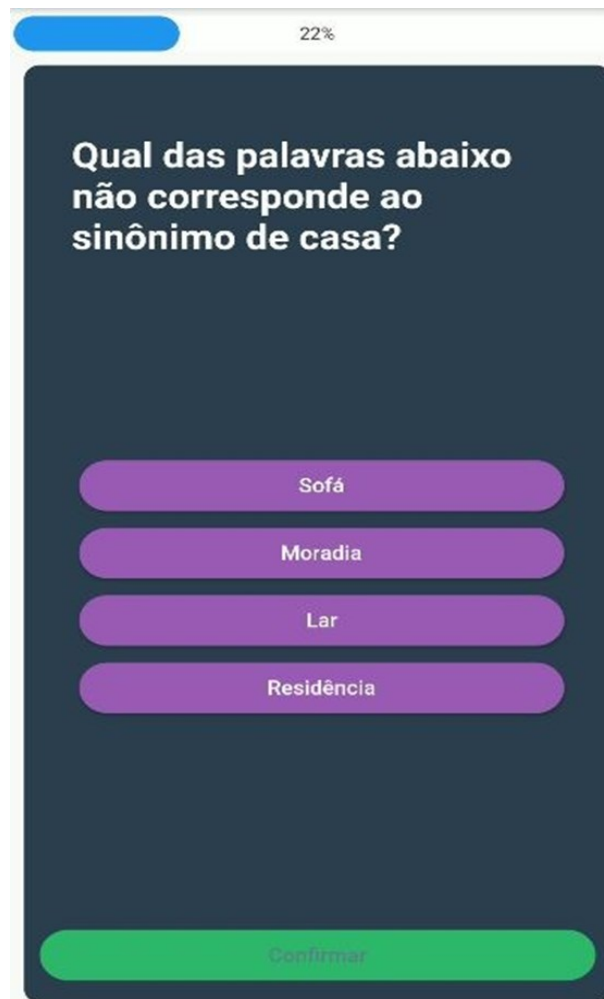 22%
Qual das palavras abaixo
não corresponde ao
sinônimo de casa?
Sofá
Moradia
Lar
Residência
Confirmar